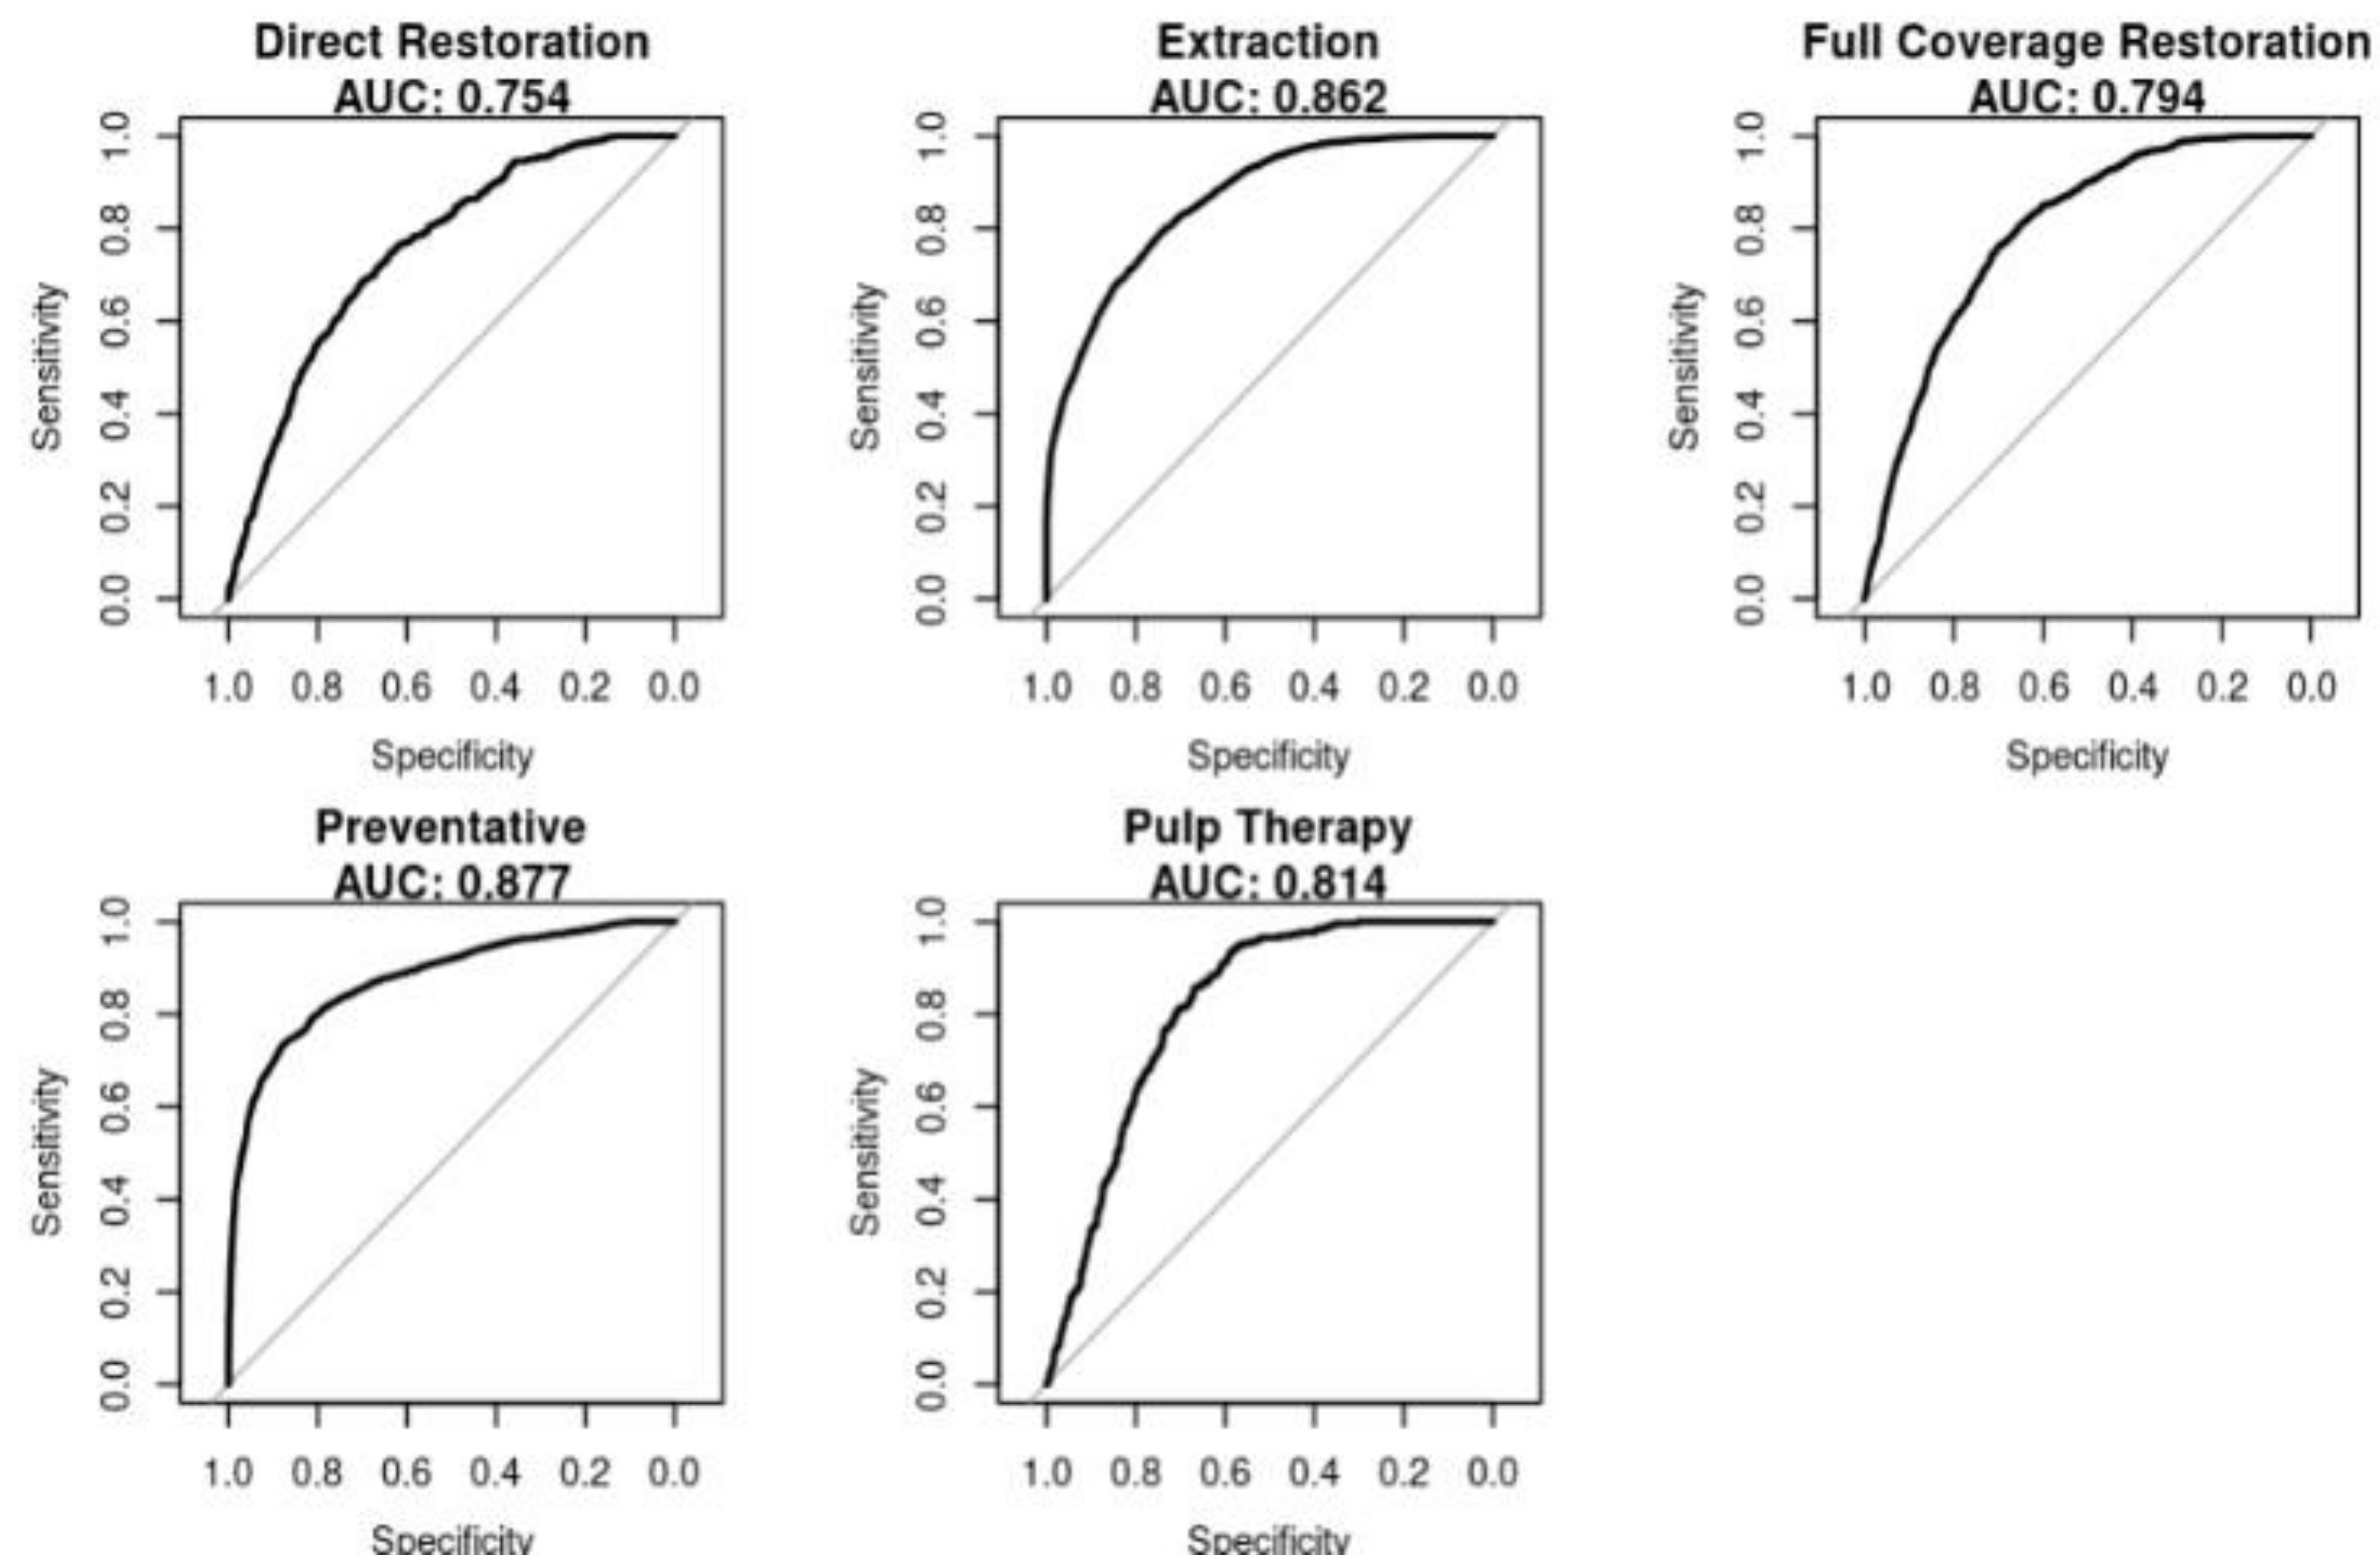 Direct Restoration
AUC: 0.754
Sensitivity
1.0
0.8
0.6
0.4
0.2
0.0
1.0 0.8 0.6 0.4 0.2 0.0
Specificity
Extraction
AUC: 0.862
Sensitivity
1.0
0.8
0.6
0.4
0.2
0.0
1.0 0.8 0.6 0.4 0.2 0.0
Specificity
Full Coverage Restoration
AUC: 0.794
Sensitivity
1.0
0.8
0.6
0.4
0.2
0.0
1.0 0.8 0.6 0.4 0.2 0.0
Specificity
Preventative
AUC: 0.877
Sensitivity
1.0
0.8
0.6
0.4
0.2
0.0
1.0 0.8 0.6 0.4 0.2 0.0
Specificity
Pulp Therapy
AUC: 0.814
Sensitivity
1.0
0.8
0.6
0.4
0.2
0.0
1.0 0.8 0.6 0.4 0.2 0.0
Specificity